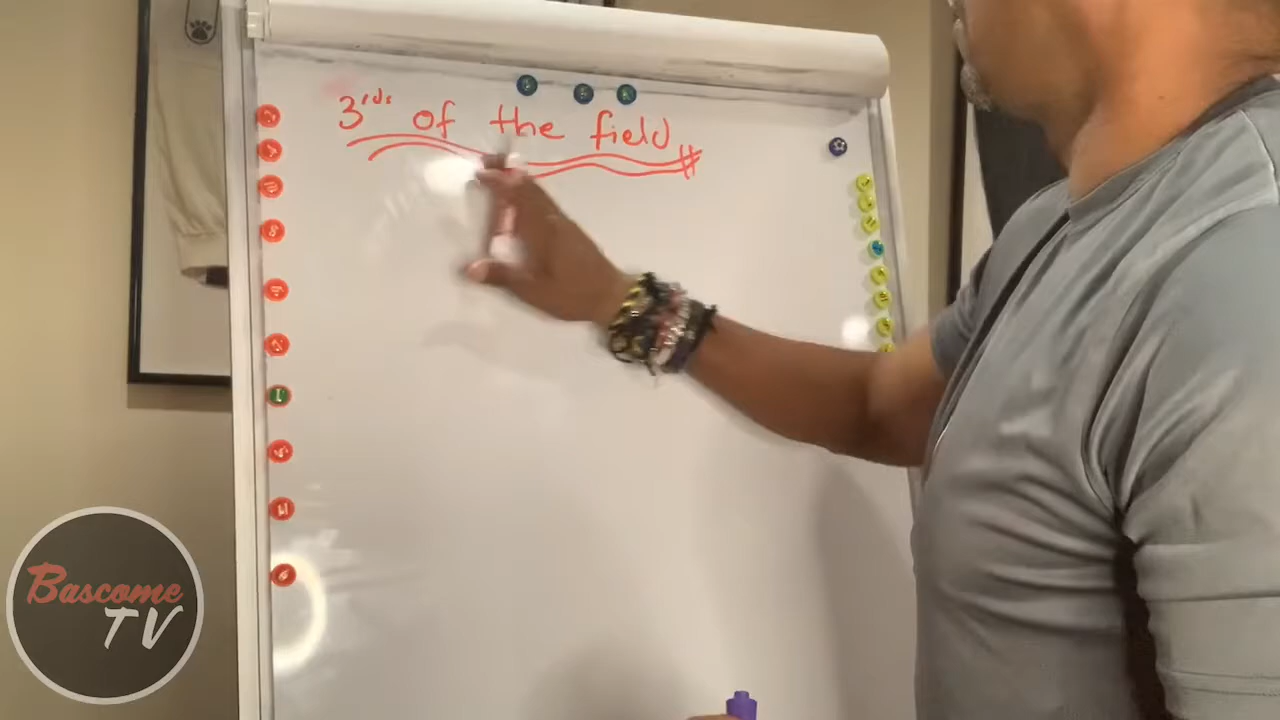 3rds of the field
Bascome
TV